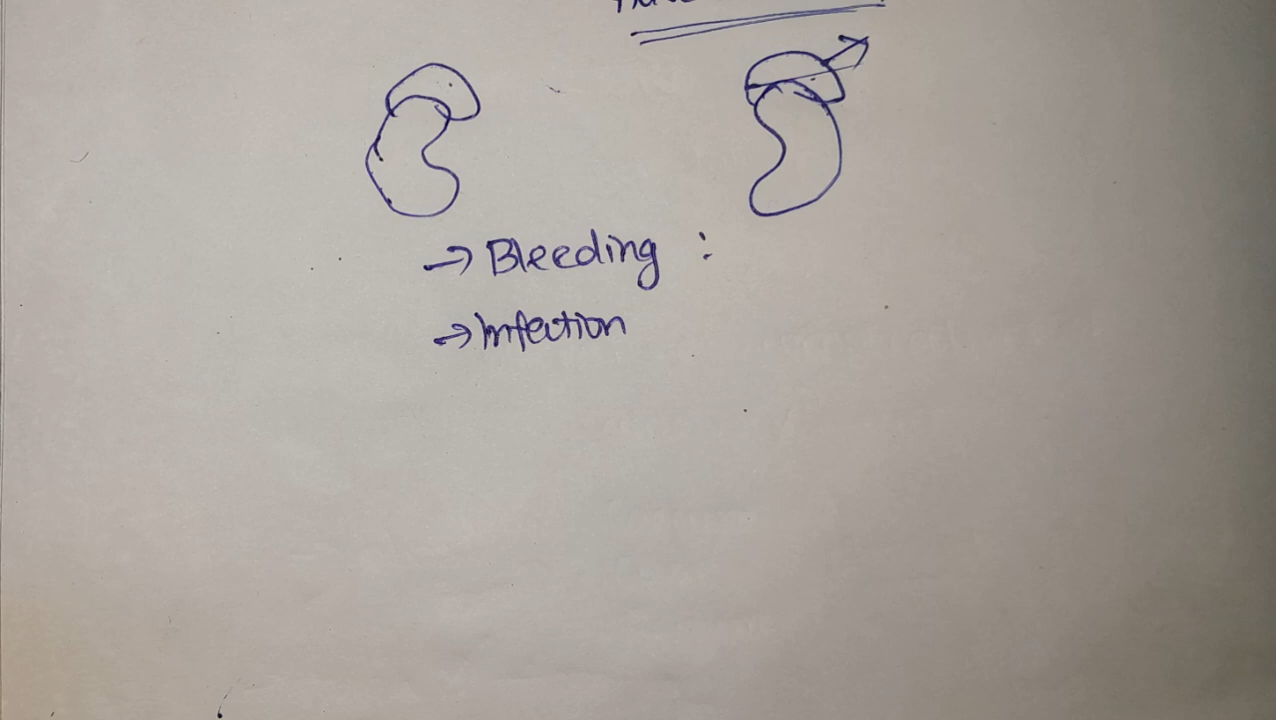 → Bleeding :
→ Infection